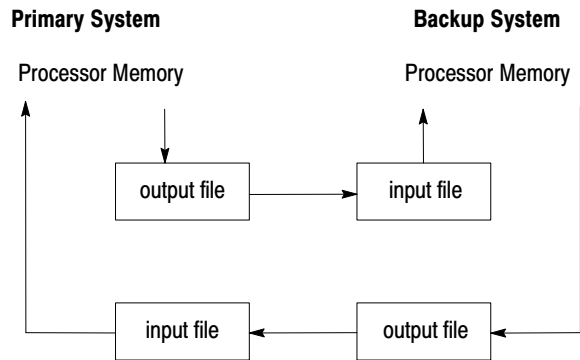 Primary System
Backup System
Processor Memory
Processor Memory
output file
input file
input file
output file